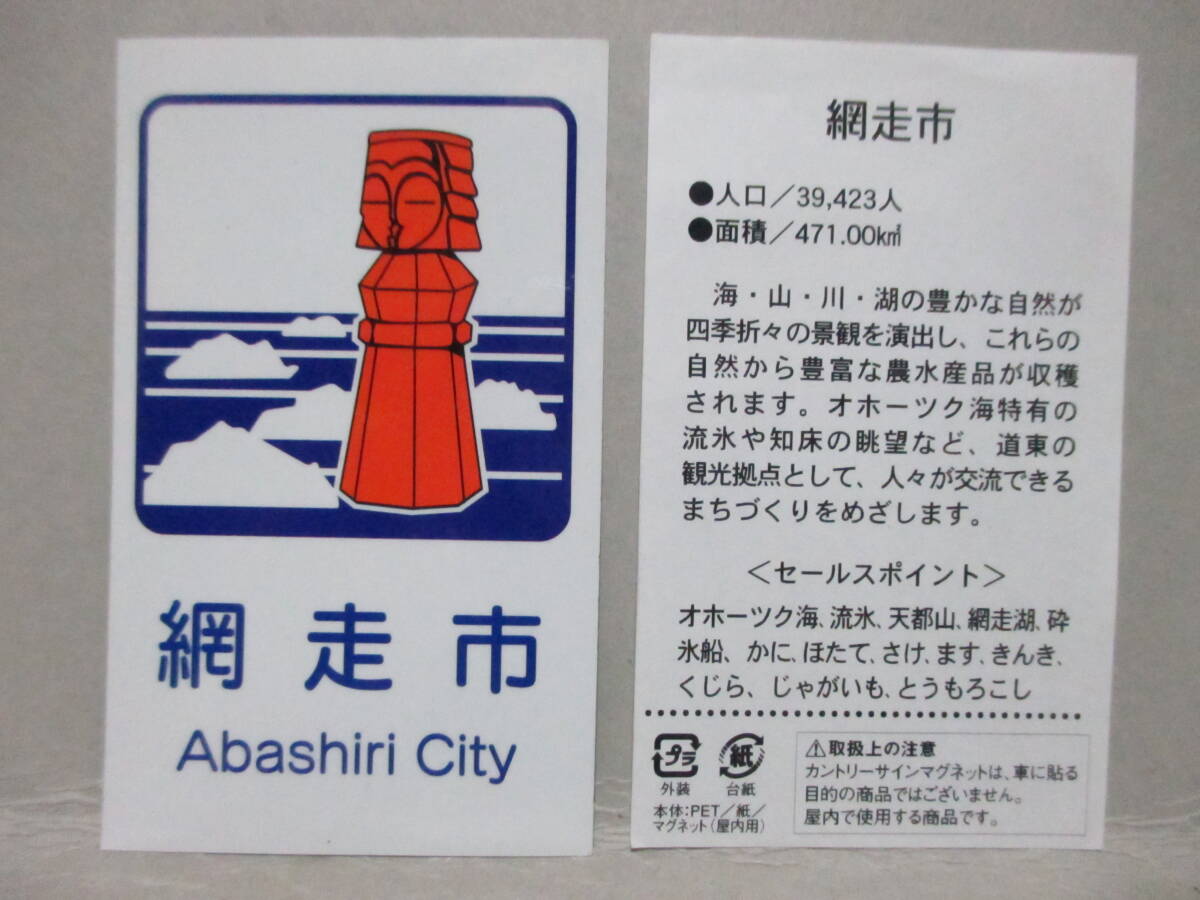 網走市
Abashiri City
網走市
●人口／39,423人
●面積／471.00k㎡
海・山・川・湖の豊かな自然が
四季折々の景観を演出し、これらの
自然から豊富な農水産品が収穫
されます。オホーツク海特有の
流氷や知床の眺望など、道東の
観光拠点として、人々が交流できる
まちづくりをめざします。
＜セールスポイント＞
オホーツク海、流氷、天都山、網走湖、砕
氷船、かに、ほたて、さけ、ます、きんき、
くじら、じゃがいも、とうもろこし
プラ
外装
紙
台紙
本体：PET／紙／
マグネット（屋内用）
⚠取扱上の注意
カントリーサインマグネットは、車に貼る
目的の商品ではございません。
屋内で使用する商品です。